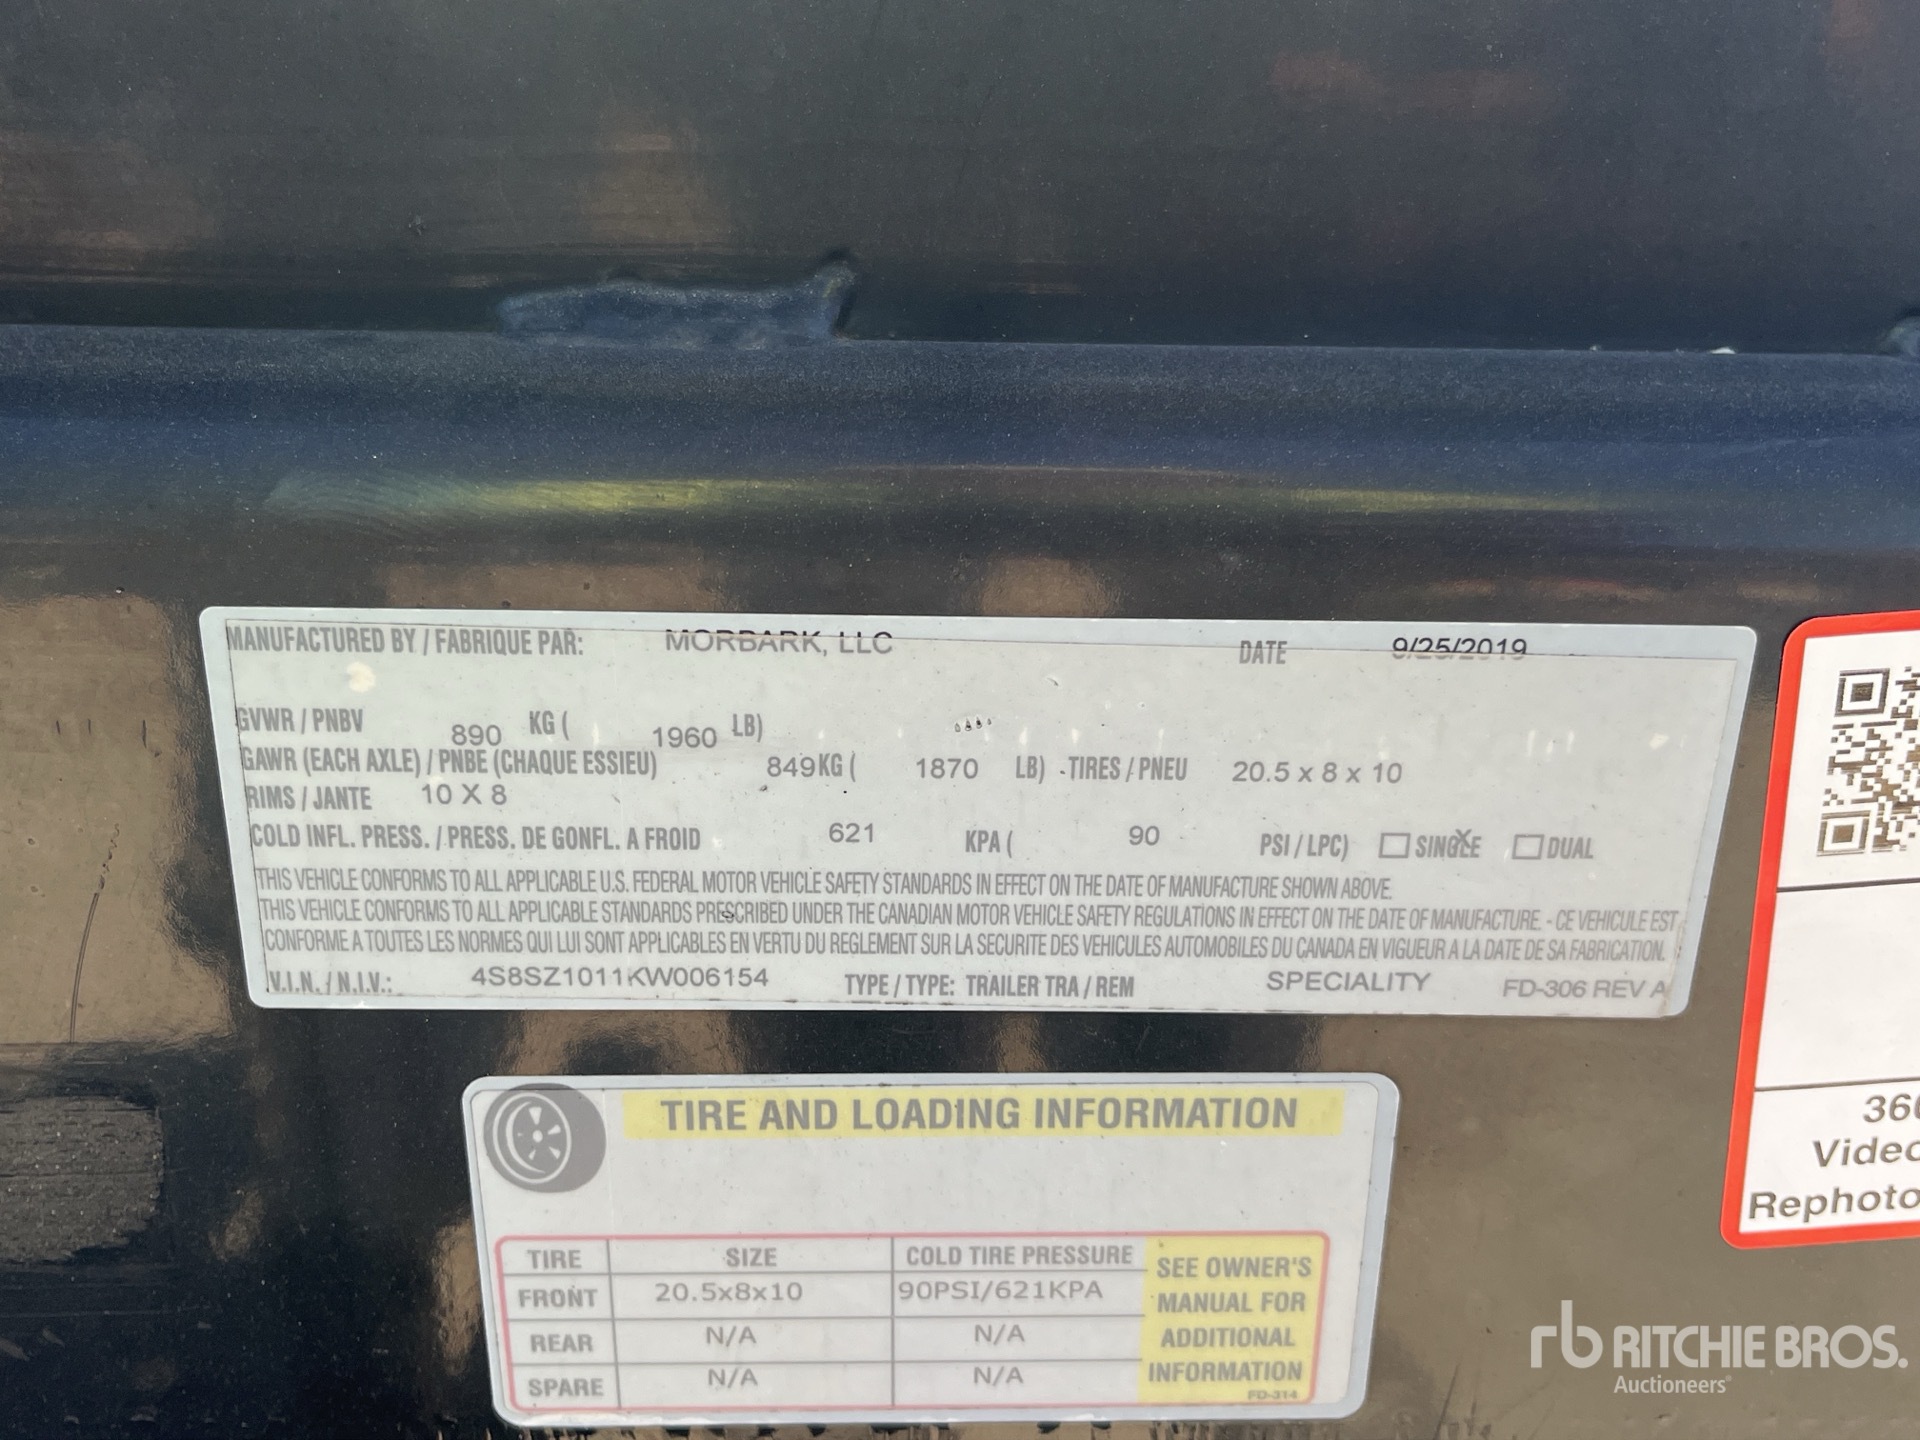 MANUFACTURED BY / FABRIQUE PAR: MORBARK, LLC DATE 9/25/2019
GVWR / PNBV 890 KG ( 1960 LB)
GAWR (EACH AXLE) / PNBE (CHAQUE ESSIEU) 849 KG ( 1870 LB) - TIRES / PNEU 20.5 x 8 x 10
RIMS / JANTE 10 X 8
COLD INFL. PRESS. / PRESS. DE GONFL. A FROID 621 KPA ( 90 PSI / LPC) SINGLE X DUAL
THIS VEHICLE CONFORMS TO ALL APPLICABLE U.S. FEDERAL MOTOR VEHICLE SAFETY STANDARDS IN EFFECT ON THE DATE OF MANUFACTURE SHOWN ABOVE.
THIS VEHICLE CONFORMS TO ALL APPLICABLE STANDARDS PRESCRIBED UNDER THE CANADIAN MOTOR VEHICLE SAFETY REGULATIONS IN EFFECT ON THE DATE OF MANUFACTURE. - CE VEHICULE EST
CONFORME A TOUTES LES NORMES QUI LUI SONT APPLICABLES EN VERTU DU REGLEMENT SUR LA SECURITE DES VEHICULES AUTOMOBILES DU CANADA EN VIGUEUR A LA DATE DE SA FABRICATION.
V.I.N. / N.I.V.: 4S8SZ1011KW006154 TYPE / TYPE: TRAILER TRA / REM SPECIALITY FD-306 REV A
TIRE AND LOADING INFORMATION
TIRE SIZE COLD TIRE PRESSURE
FRONT 20.5x8x10 90PSI/621KPA
REAR N/A N/A
SPARE N/A N/A
SEE OWNER'S
MANUAL FOR
ADDITIONAL
INFORMATION
FD-314
Rephoto
rb RITCHIE BROS.
Auctioneers